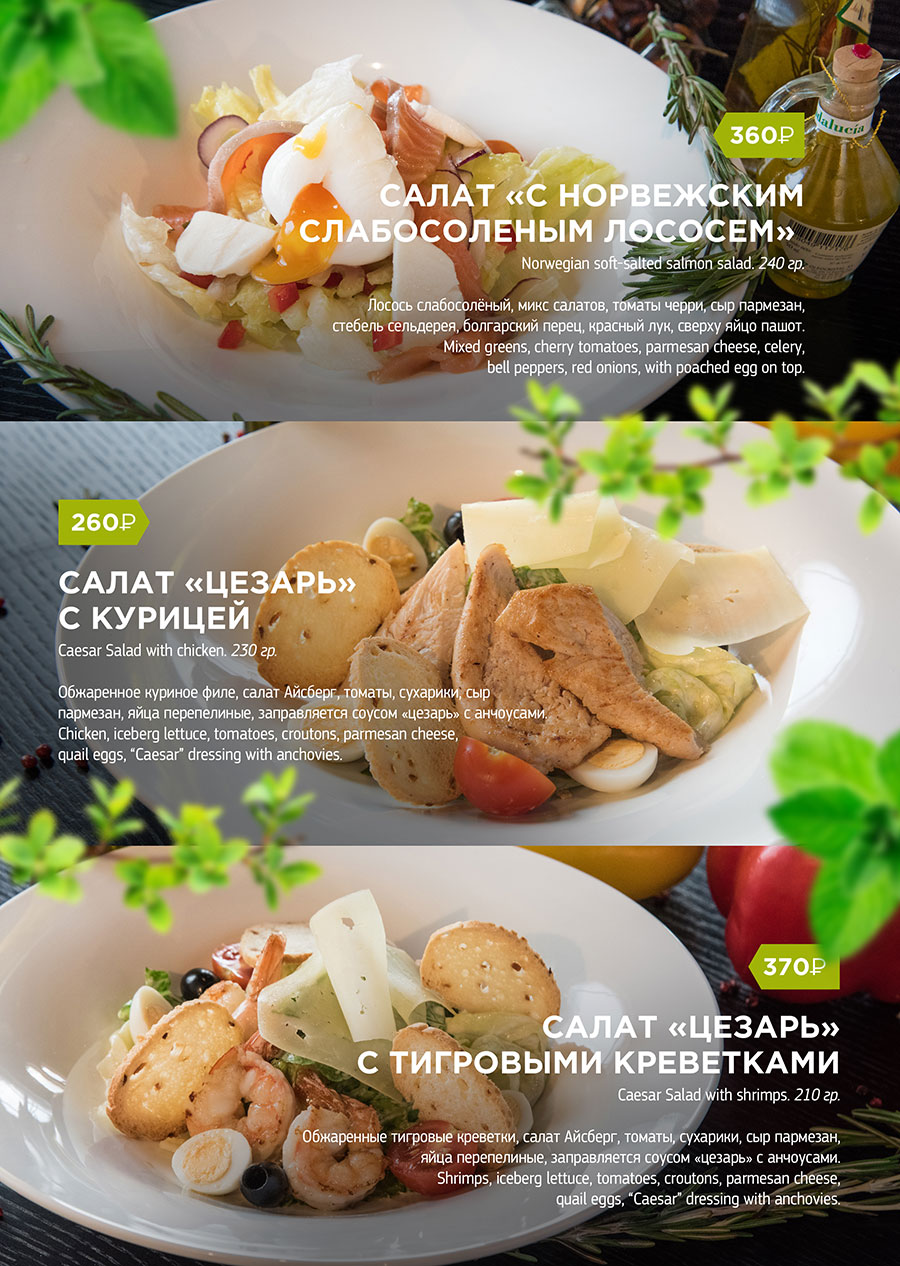 360₽
САЛАТ «С НОРВЕЖСКИМ
СЛАБОСОЛЕНЫМ ЛОСОСЕМ»
Norwegian soft-salted salmon salad. 240 гр.
Лосось слабосолёный, микс салатов, томаты черри, сыр пармезан,
стебель сельдерея, болгарский перец, красный лук, сверху яйцо пашот.
Mixed greens, cherry tomatoes, parmesan cheese, celery,
bell peppers, red onions, with poached egg on top.
260₽
САЛАТ «ЦЕЗАРЬ»
С КУРИЦЕЙ
Caesar Salad with chicken. 230 гр.
Обжаренное куриное филе, салат Айсберг, томаты, сухарики, сыр
пармезан, яйца перепелиные, заправляется соусом «цезарь» с анчоусами.
Chicken, iceberg lettuce, tomatoes, croutons, parmesan cheese,
quail eggs, “Caesar” dressing with anchovies.
370₽
САЛАТ «ЦЕЗАРЬ»
С ТИГРОВЫМИ КРЕВЕТКАМИ
Caesar Salad with shrimps. 210 гр.
Обжаренные тигровые креветки, салат Айсберг, томаты, сухарики, сыр пармезан,
яйца перепелиные, заправляется соусом «цезарь» с анчоусами.
Shrimps, iceberg lettuce, tomatoes, croutons, parmesan cheese,
quail eggs, “Caesar” dressing with anchovies.